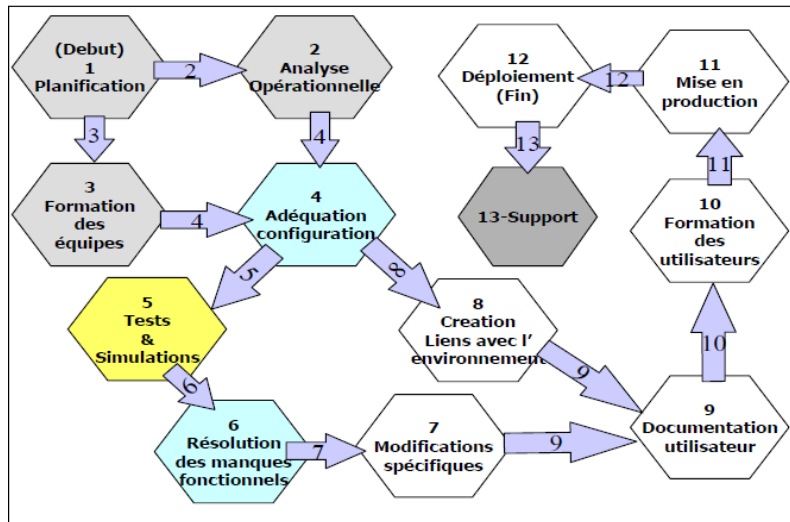 (Debut)
1
Planification
2
2
Analyse
Opérationnelle
3
4
3
Formation
des
équipes
4
4
Adéquation
configuration
5
8
5
Tests
&
Simulations
6
6
Résolution
des manques
fonctionnels
7
7
Modifications
spécifiques
9
8
Creation
Liens avec l’
environnement
9
9
Documentation
utilisateur
10
10
Formation
des
utilisateurs
11
11
Mise en
production
12
12
Déploiement
(Fin)
13
13-Support